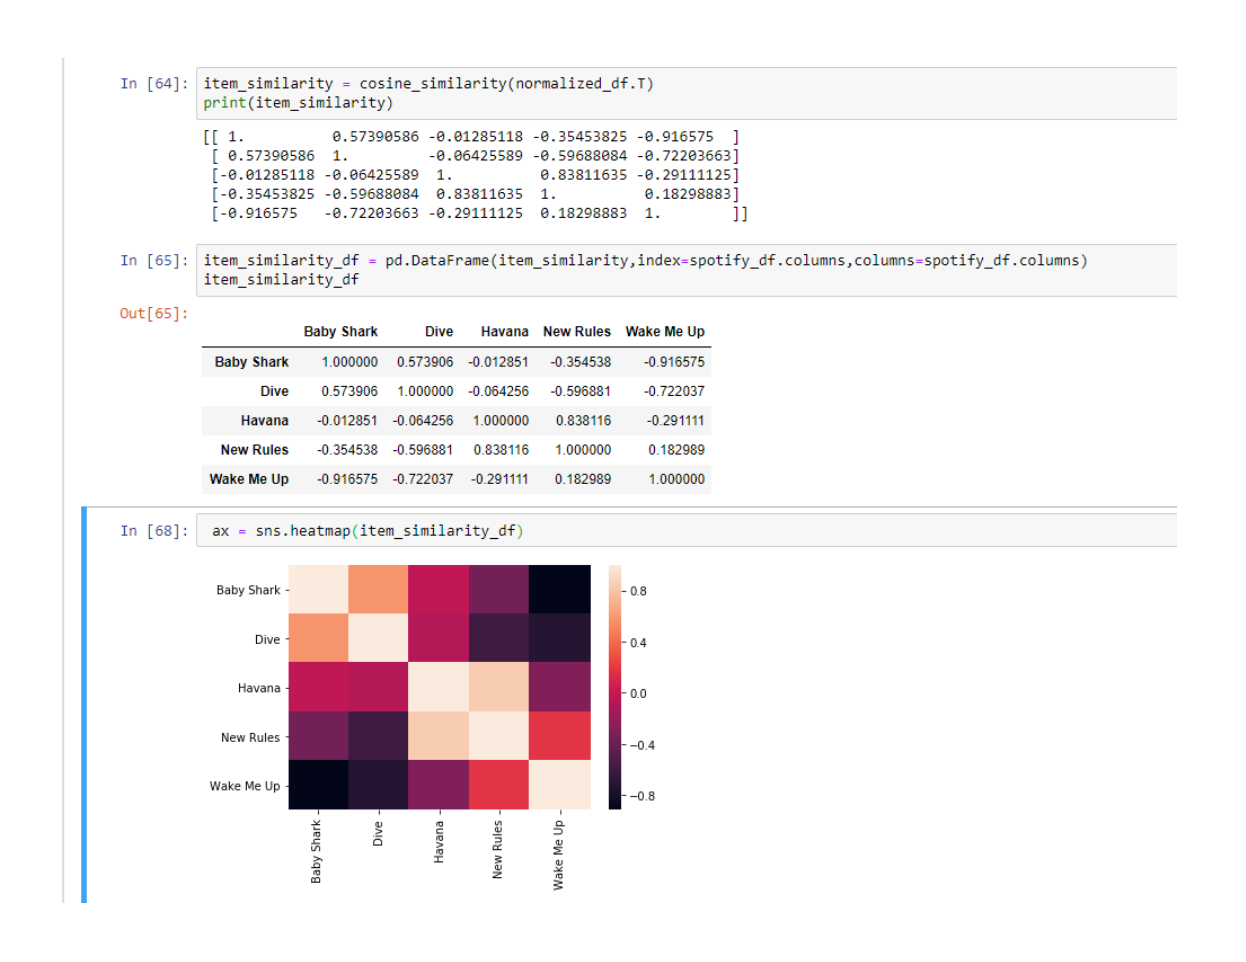 In [64]: item_similarity = cosine_similarity(normalized_df.T)
print(item_similarity)
[[ 1.          0.57390586 -0.01285118 -0.35453825 -0.916575  ]
[ 0.57390586  1.         -0.06425589 -0.59688084 -0.72203663]
[-0.01285118 -0.06425589  1.          0.83811635 -0.29111125]
[-0.35453825 -0.59688084  0.83811635  1.          0.18298883]
[-0.916575   -0.72203663 -0.29111125  0.18298883  1.        ]]
In [65]: item_similarity_df = pd.DataFrame(item_similarity,index=spotify_df.columns,columns=spotify_df.columns)
item_similarity_df
Out[65]:
Baby Shark Dive Havana New Rules Wake Me Up
Baby Shark 1.000000 0.573906 -0.012851 -0.354538 -0.916575
Dive 0.573906 1.000000 -0.064256 -0.596881 -0.722037
Havana -0.012851 -0.064256 1.000000 0.838116 -0.291111
New Rules -0.354538 -0.596881 0.838116 1.000000 0.182989
Wake Me Up -0.916575 -0.722037 -0.291111 0.182989 1.000000
In [68]: ax = sns.heatmap(item_similarity_df)
Baby Shark
Dive
Havana
New Rules
Wake Me Up
0.8
0.4
0.0
−0.4
−0.8
Baby Shark
Dive
Havana
New Rules
Wake Me Up